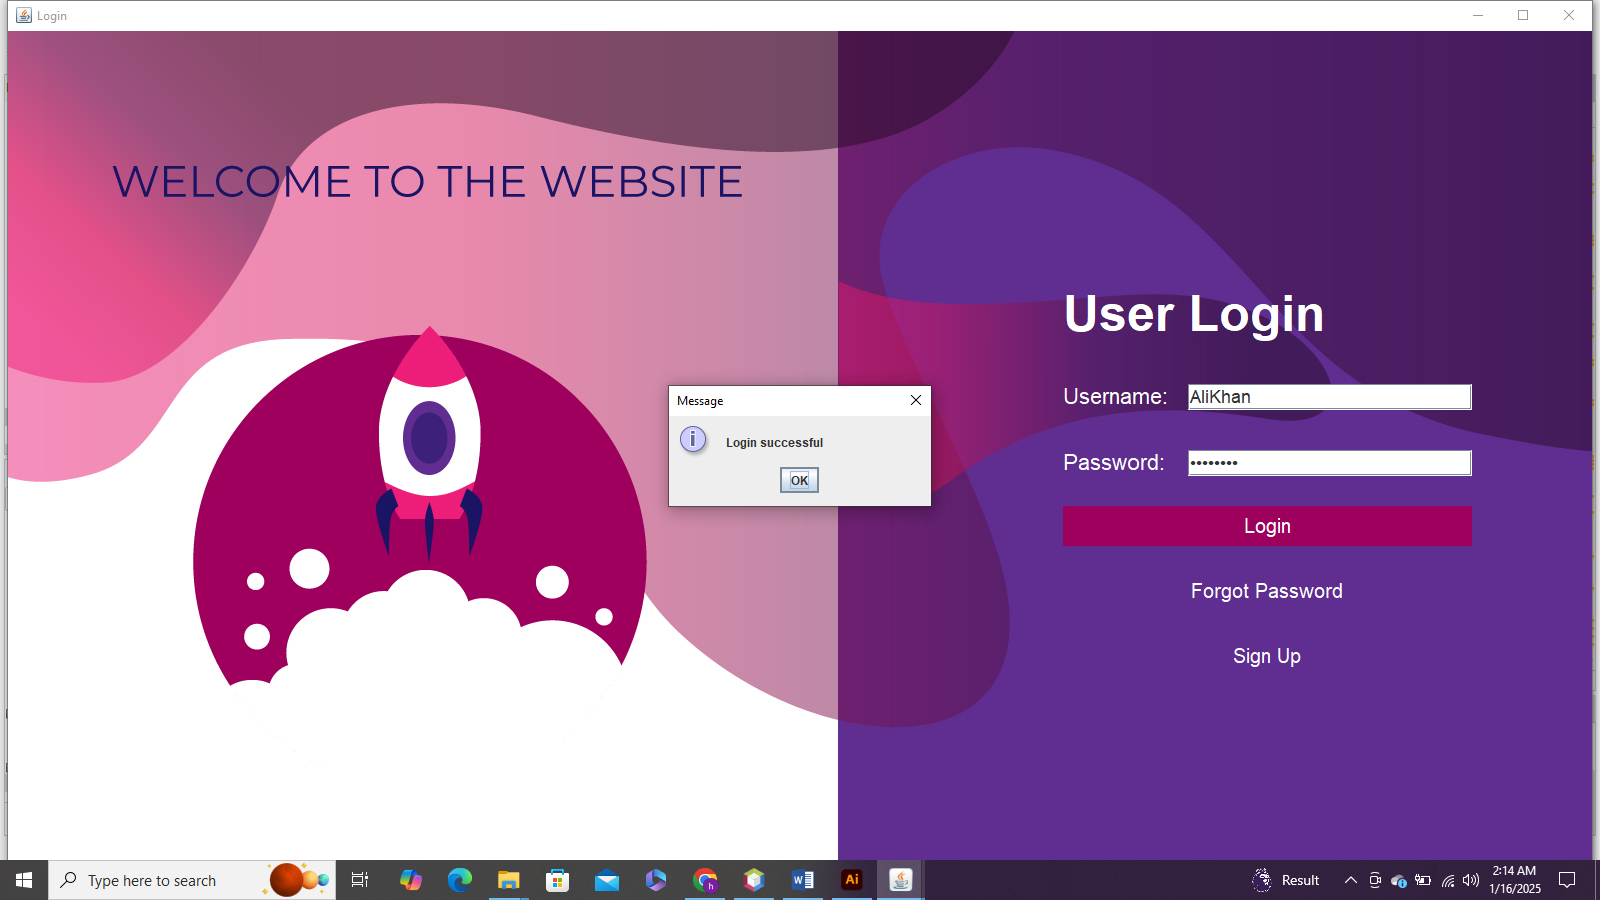 Login
WELCOME TO THE WEBSITE
User Login
Username: AliKhan
Password: ••••••••
Login
Forgot Password
Sign Up
Message
Login successful
OK
Type here to search
h
W
Ai
Result
2:14 AM
1/16/2025